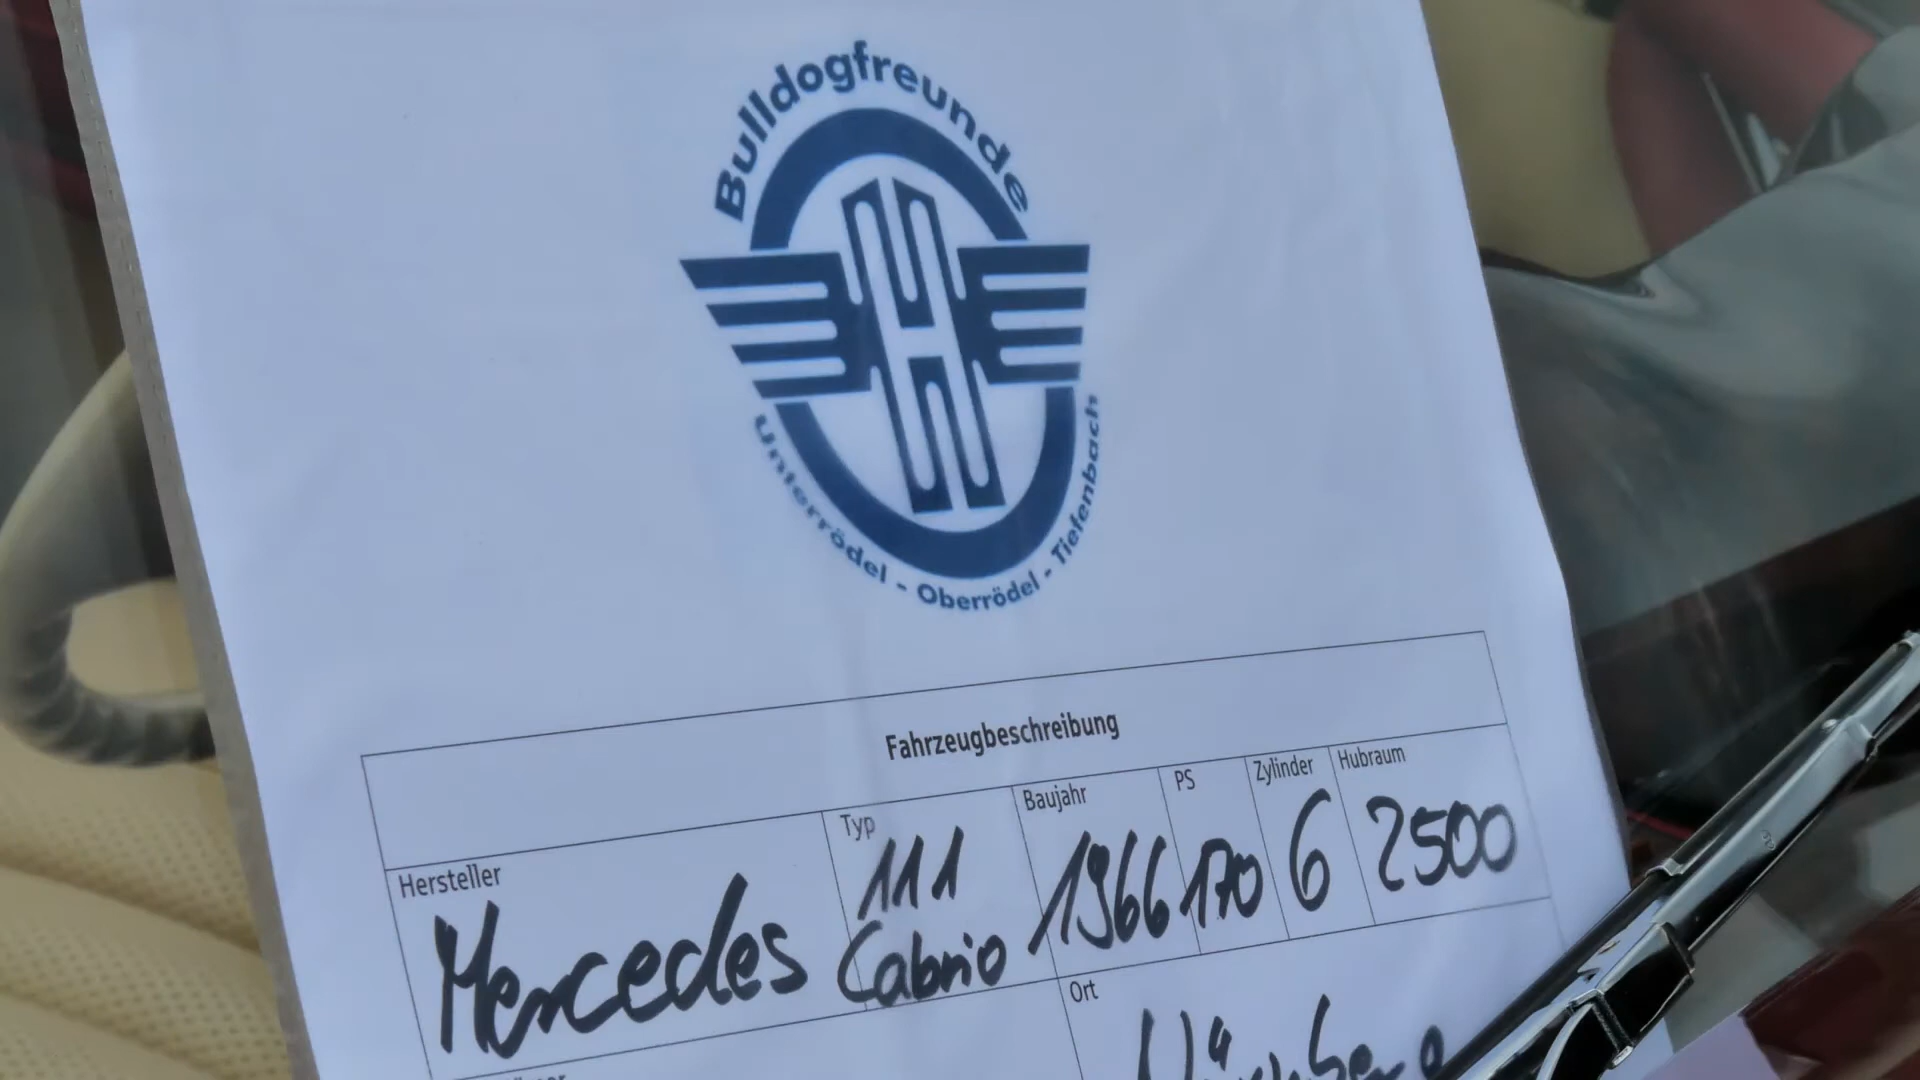 Bulldogfreunde
Unterrödel - Oberrödel - Tiefenbach
Fahrzeugbeschreibung
Hersteller Typ Baujahr PS Zylinder Hubraum
Mercedes 111 Cabrio 1966 170 6 2500
Ort